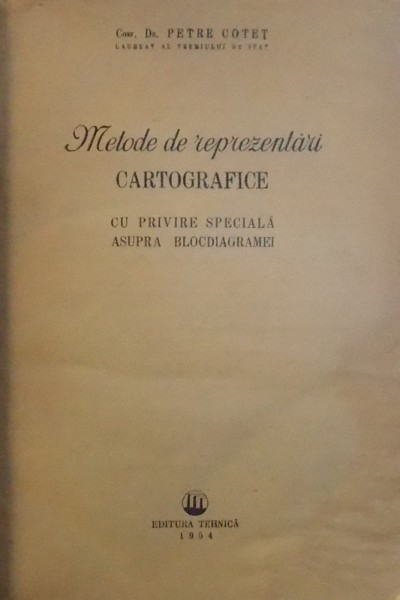 Conf. Dr. PETRE COTEȚ
LAUREAT AL PREMIULUI DE STAT
Metode de reprezentări
CARTOGRAFICE
CU PRIVIRE SPECIALĂ
ASUPRA BLOCDIAGRAMEI
EDITURA TEHNICĂ
1954